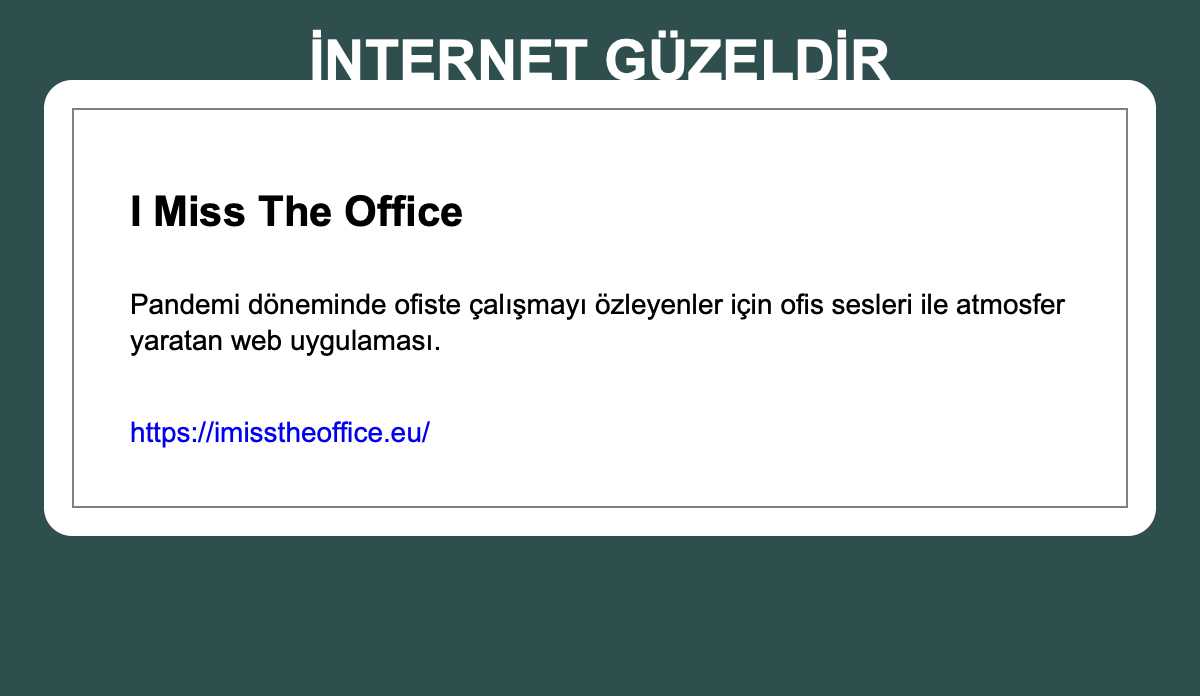 İNTERNET GÜZELDİR
I Miss The Office
Pandemi döneminde ofiste çalışmayı özleyenler için ofis sesleri ile atmosfer
yaratan web uygulaması.
https://imisstheoffice.eu/